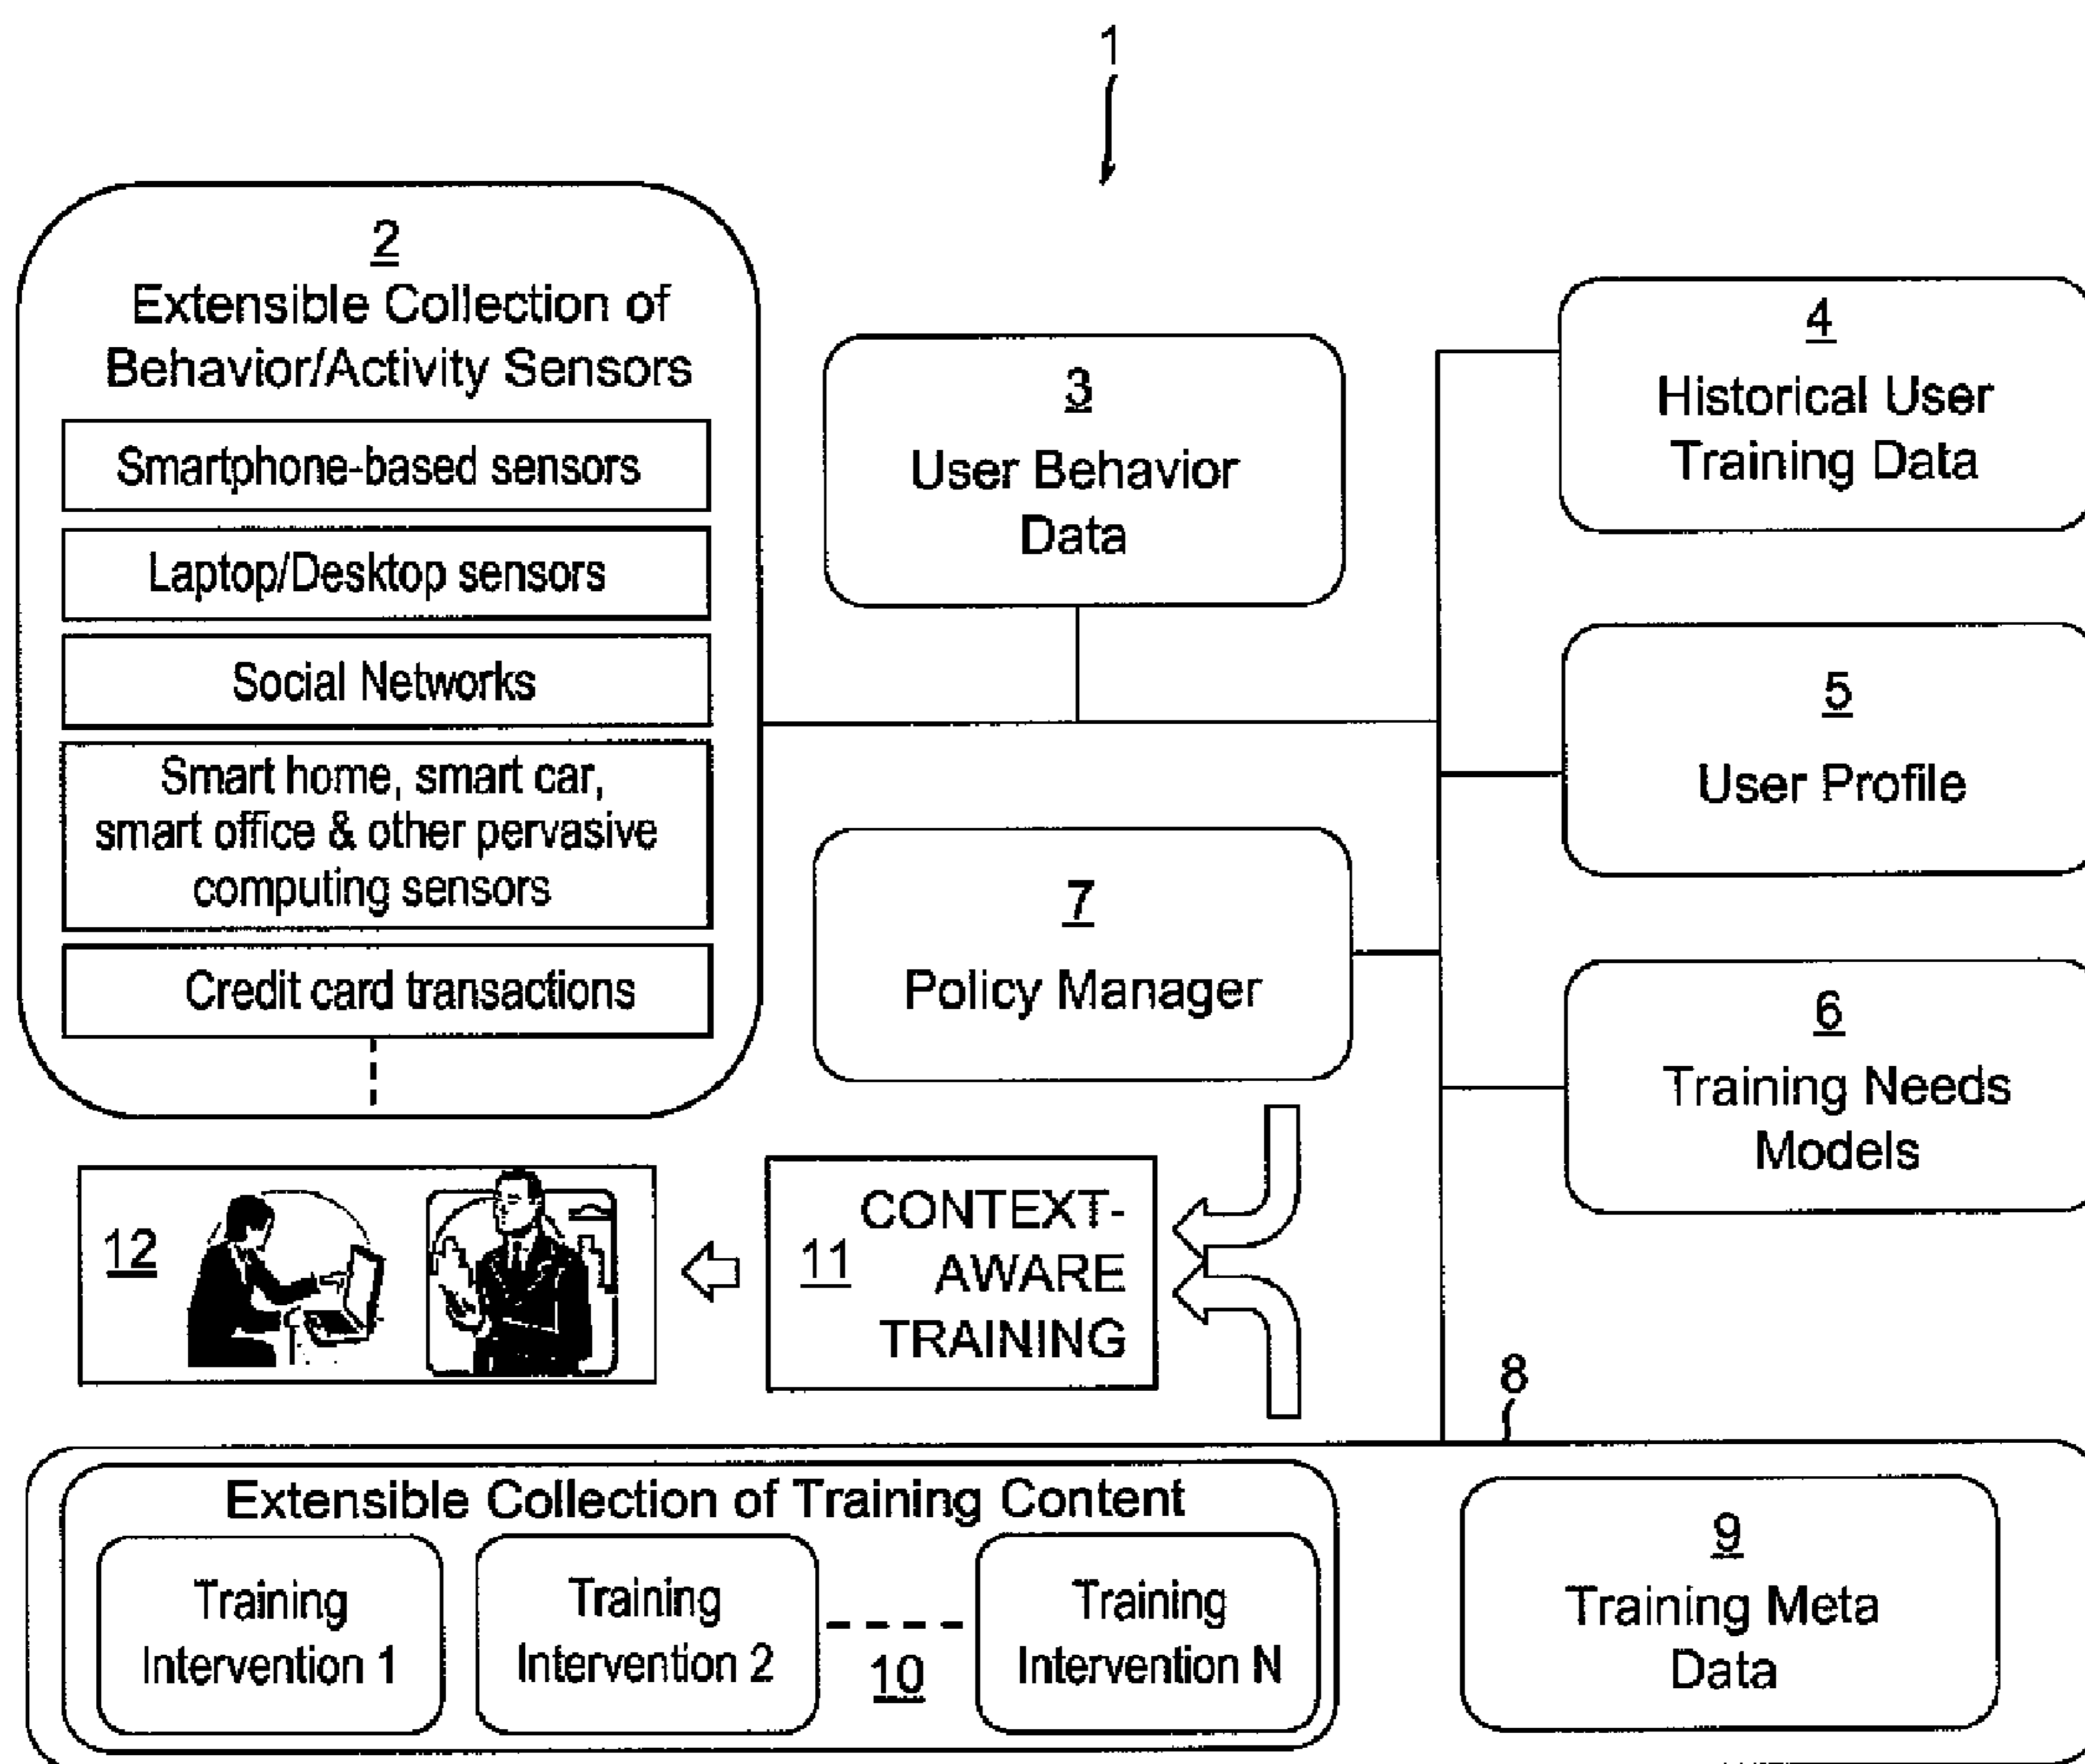 1
2
Extensible Collection of
Behavior/Activity Sensors
Smartphone-based sensors
Laptop/Desktop sensors
Social Networks
Smart home, smart car,
smart office & other pervasive
computing sensors
Credit card transactions
3
User Behavior
Data
4
Historical User
Training Data
5
User Profile
7
Policy Manager
6
Training Needs
Models
12
11
CONTEXT-
AWARE
TRAINING
8
Extensible Collection of Training Content
Training
Intervention 1
Training
Intervention 2
10
Training
Intervention N
9
Training Meta
Data